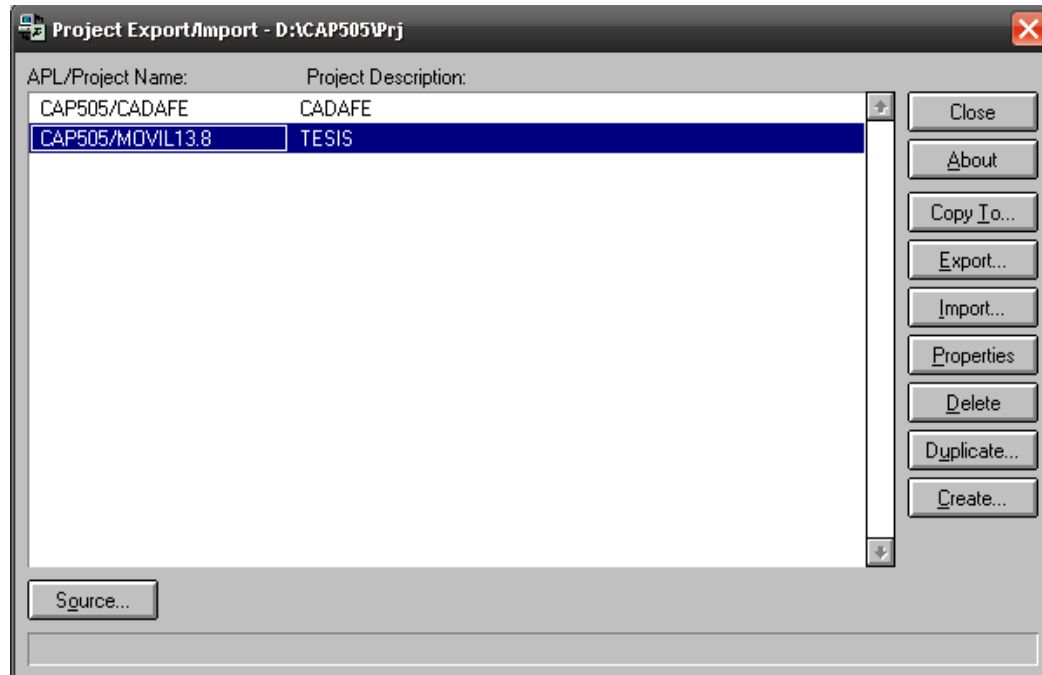 Project Export/Import - D:\CAP505\Prj
APL/Project Name: Project Description:
CAP505/CADAFE CADAFE
CAP505/MOVIL13.8 TESIS
Close
About
Copy To...
Export...
Import...
Properties
Delete
Duplicate...
Create...
Source...